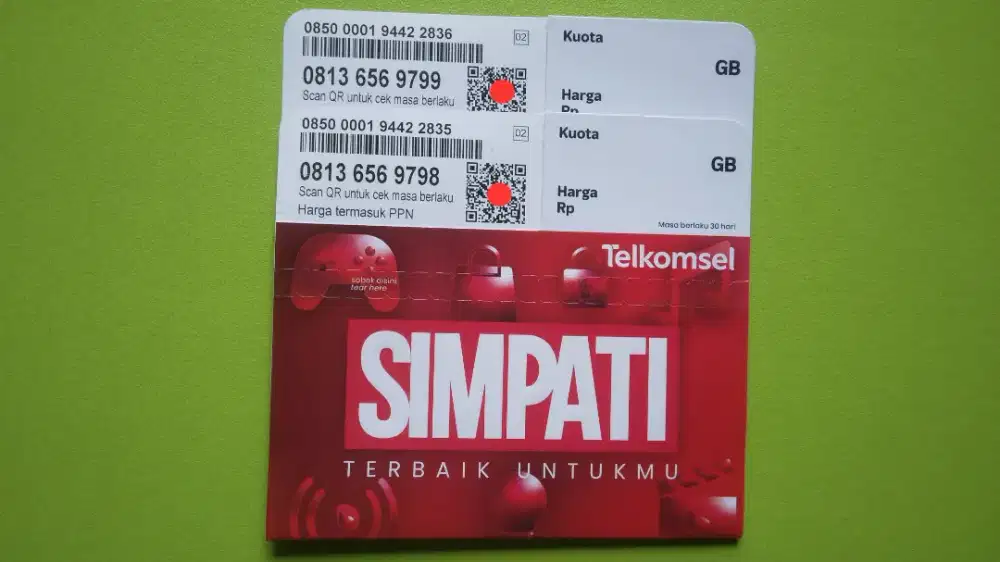 0850 0001 9442 2836
02
0813 656 9799
Scan QR untuk cek masa berlaku
Kuota
GB
Harga
Rp
0850 0001 9442 2835
02
0813 656 9798
Scan QR untuk cek masa berlaku
Harga termasuk PPN
Kuota
GB
Harga
Rp
Masa berlaku 30 hari
Telkomsel
sobek disini
tear here
SIMPATI
TERBAIK UNTUKMU